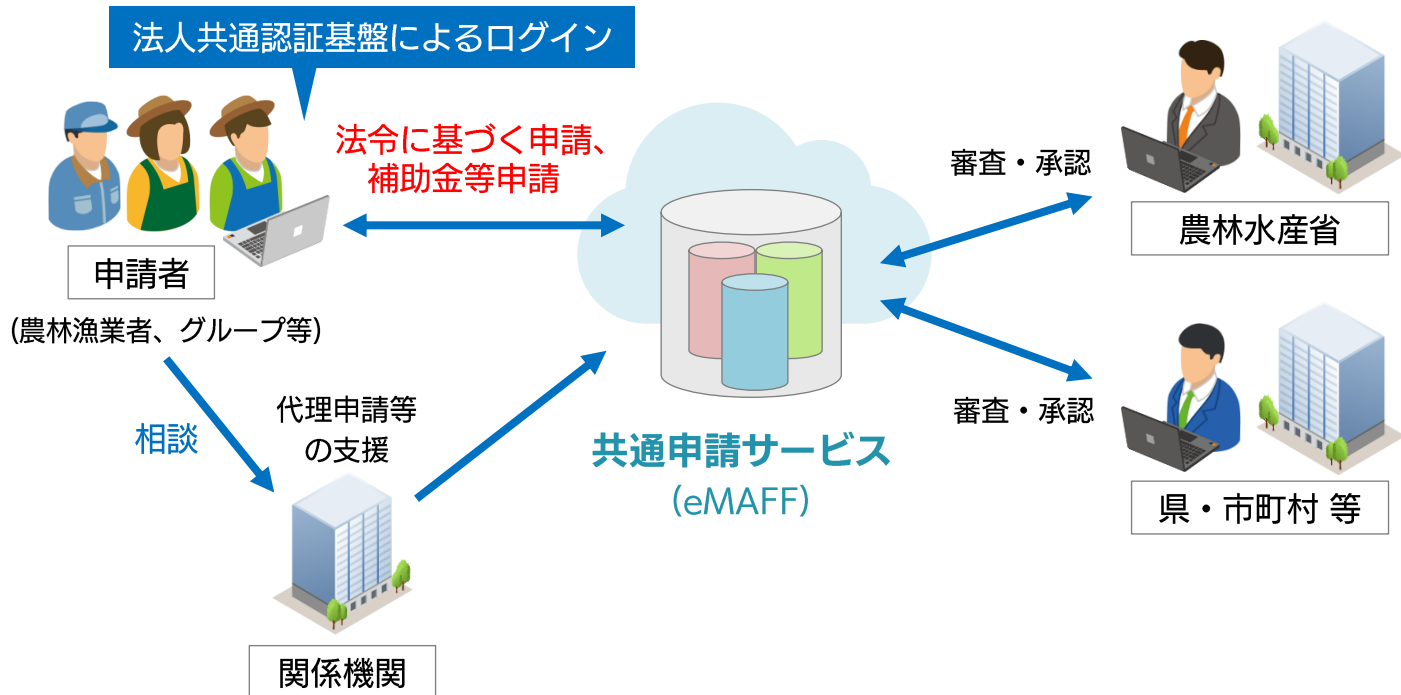 法人共通認証基盤によるログイン
法令に基づく申請、
補助金等申請
申請者
(農林漁業者、グループ等)
相談
代理申請等
の支援
関係機関
共通申請サービス
(eMAFF)
審査・承認
農林水産省
審査・承認
県・市町村 等